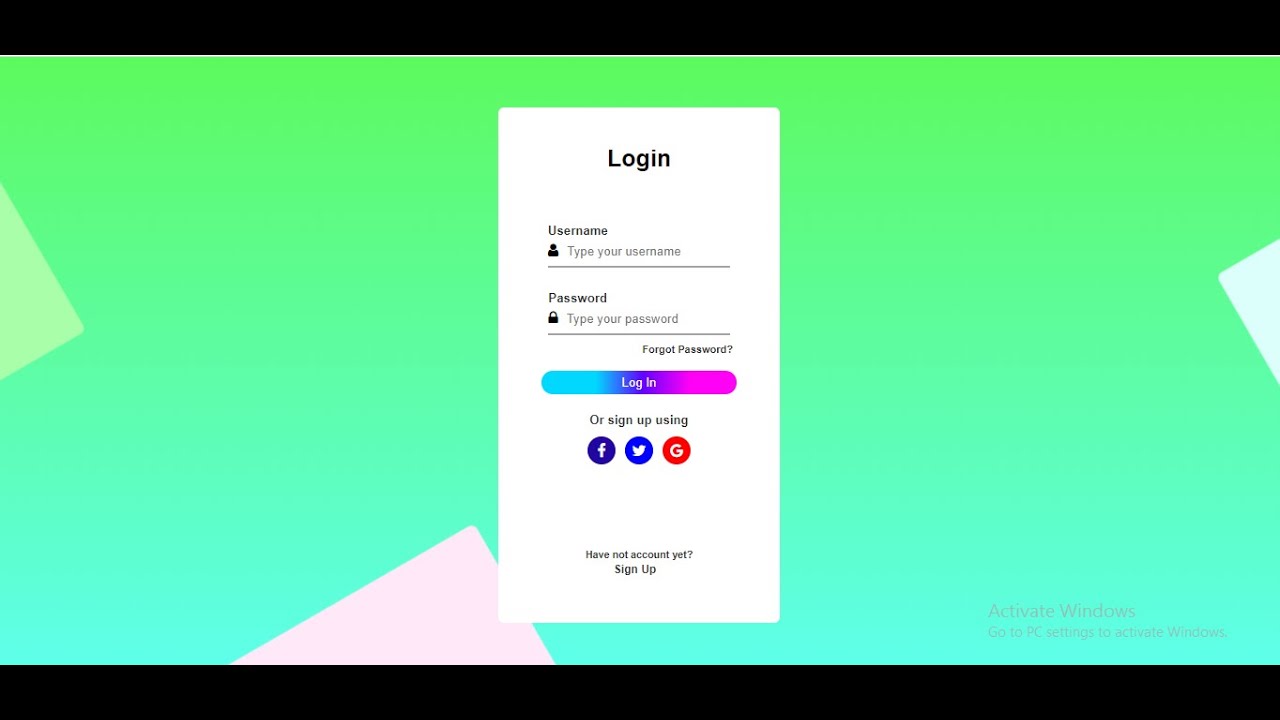 Login
Username
Type your username
Password
Type your password
Forgot Password?
Log In
Or sign up using
Have not account yet?
Sign Up
Activate Windows
Go to PC settings to activate Windows.